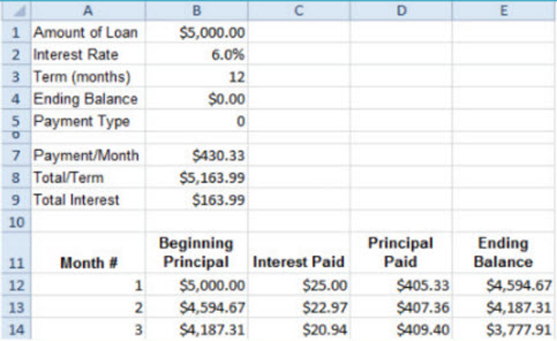 A B C D E
1 Amount of Loan $5,000.00
2 Interest Rate 6.0%
3 Term (months) 12
4 Ending Balance $0.00
5 Payment Type 0
6
7 Payment/Month $430.33
8 Total/Term $5,163.99
9 Total Interest $163.99
10
Beginning Principal Ending
11 Month # Principal Interest Paid Paid Balance
12 1 $5,000.00 $25.00 $405.33 $4,594.67
13 2 $4,594.67 $22.97 $407.36 $4,187.31
14 3 $4,187.31 $20.94 $409.40 $3,777.91